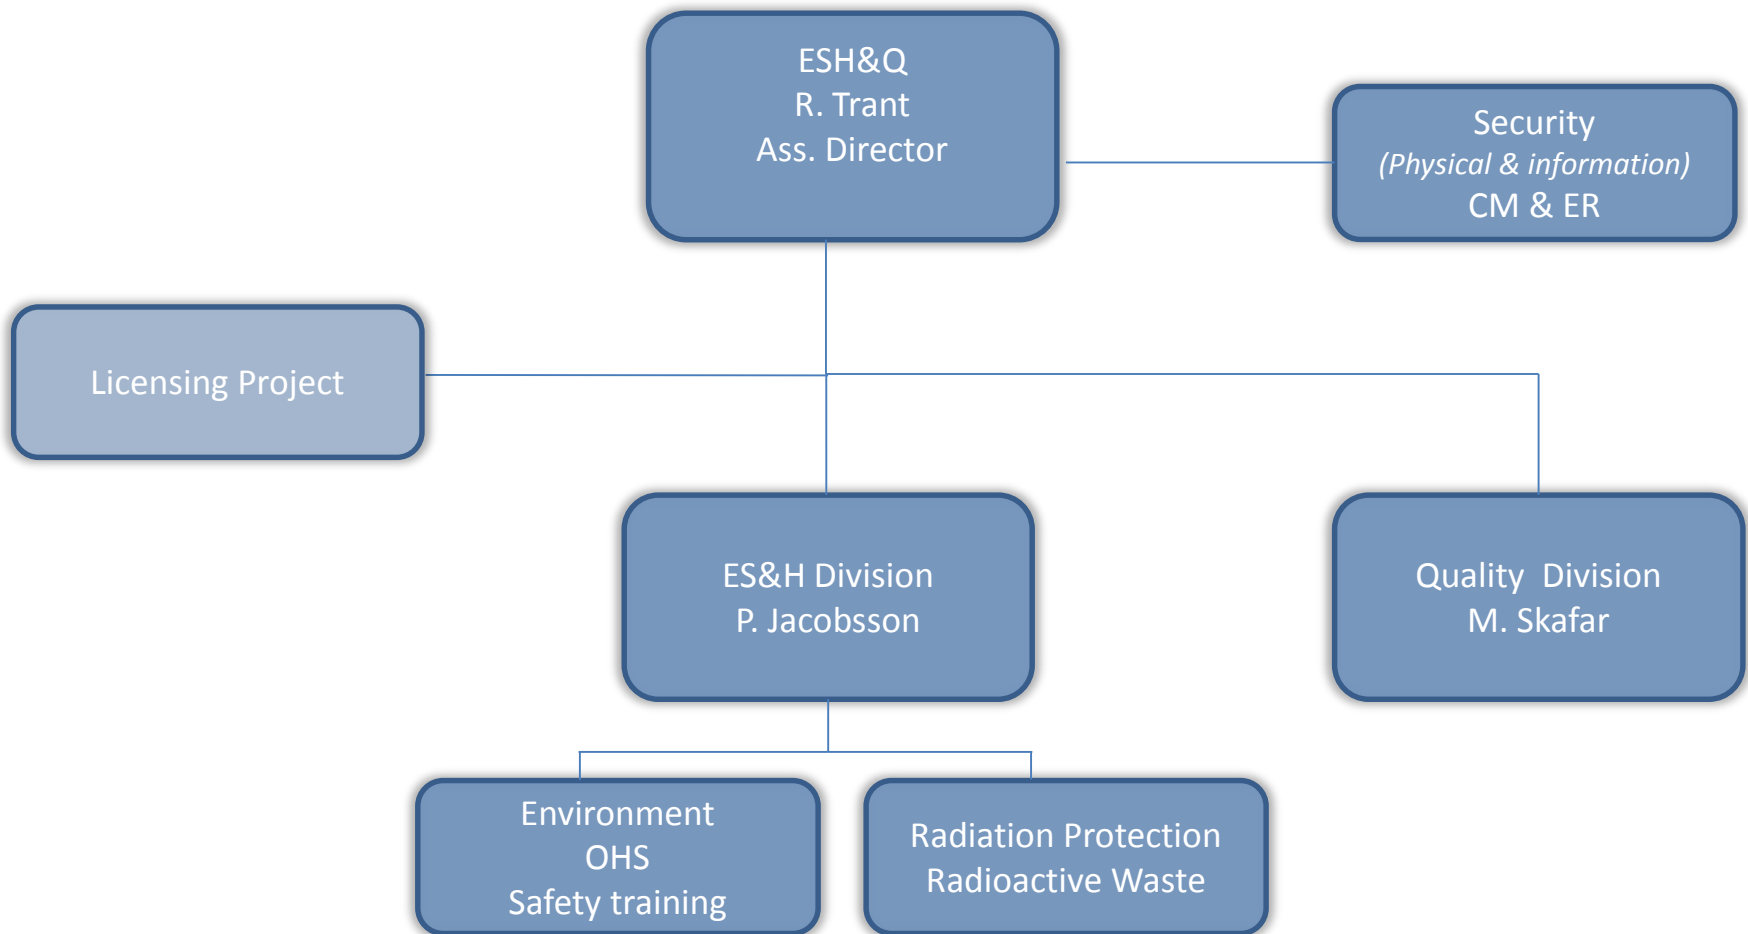 ESH&Q
R. Trant
Ass. Director
Security
(Physical & information)
CM & ER
Licensing Project
ES&H Division
P. Jacobsson
Quality  Division
M. Skafar
Environment
OHS
Safety training
Radiation Protection
Radioactive Waste